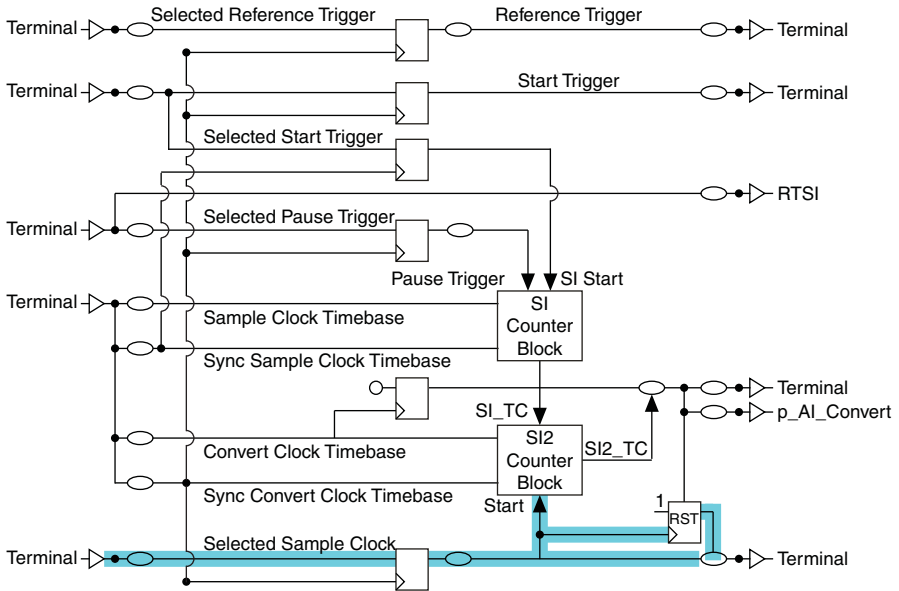 Selected Reference Trigger
Reference Trigger
Terminal
Terminal
Start Trigger
Terminal
Terminal
Selected Start Trigger
RTSI
Selected Pause Trigger
Terminal
Pause Trigger
SI Start
Terminal
SI
Counter
Block
Sample Clock Timebase
Sync Sample Clock Timebase
Terminal
SI_TC
p_AI_Convert
SI2
Counter
Block
SI2_TC
Convert Clock Timebase
Sync Convert Clock Timebase
Start
1
RST
Selected Sample Clock
Terminal
Terminal